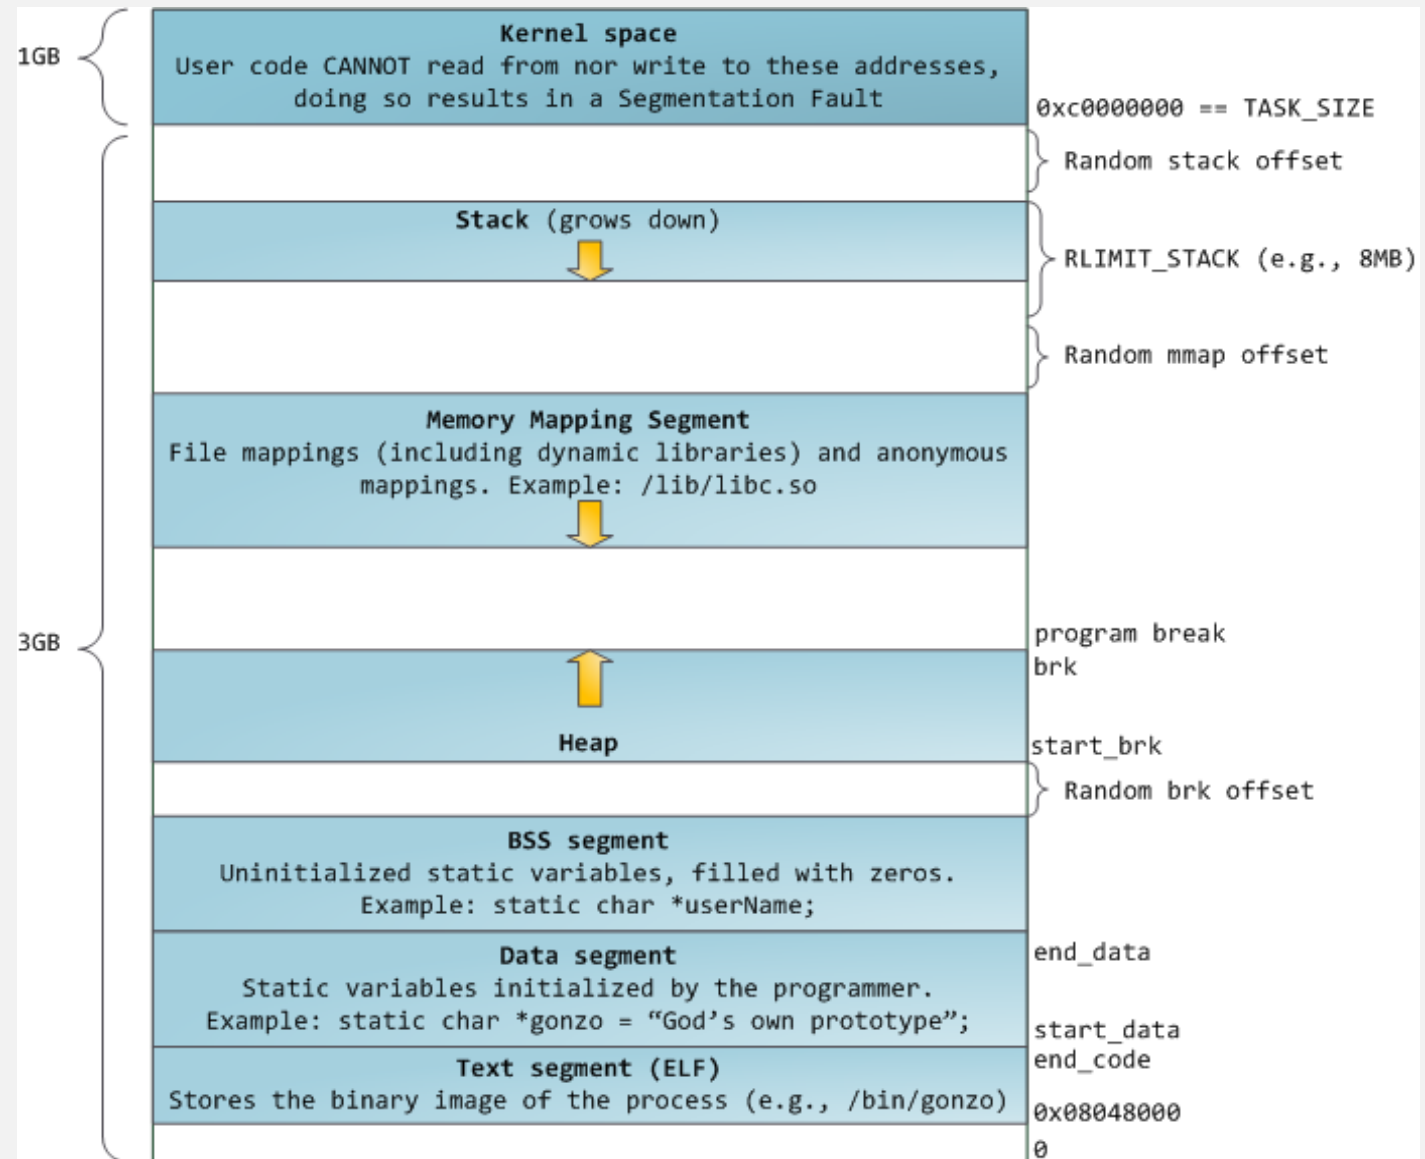 Kernel space
1GB
User code CANNOT read from nor write to these addresses,
doing so results in a Segmentation Fault
0xc0000000 == TASK_SIZE
Random stack offset
Stack (grows down)
RLIMIT_STACK (e.g., 8MB)
Random mmap offset
Memory Mapping Segment
File mappings (including dynamic libraries) and anonymous
mappings. Example: /lib/libc.so
3GB
program break
brk
Heap
start_brk
Random brk offset
BSS segment
Uninitialized static variables, filled with zeros.
Example: static char *userName;
Data segment
end_data
Static variables initialized by the programmer.
Example: static char *gonzo = “God’s own prototype”;
start_data
end_code
Text segment (ELF)
Stores the binary image of the process (e.g., /bin/gonzo)
0x08048000
0